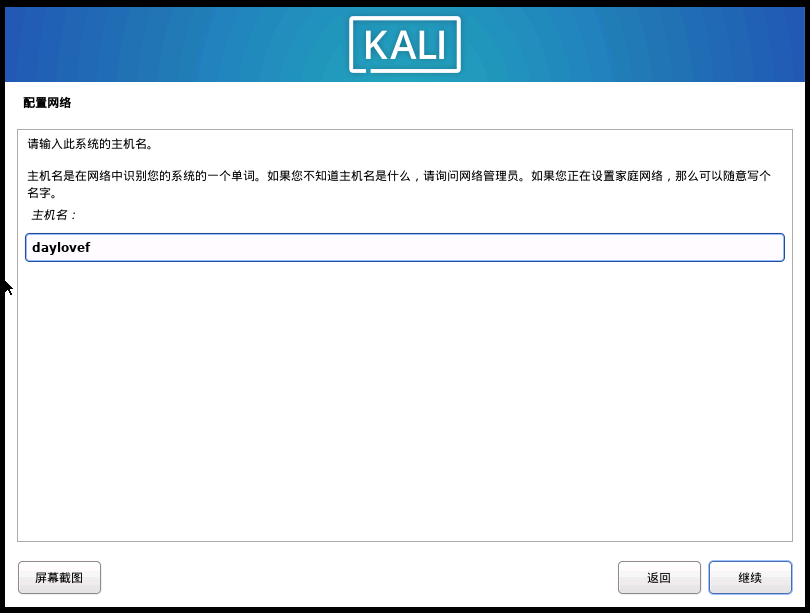 KALI
配置网络
请输入此系统的主机名。
主机名是在网络中识别您的系统的一个单词。如果您不知道主机名是什么，请询问网络管理员。如果您正在设置家庭网络，那么可以随意写个
名字。
主机名：
daylovef
屏幕截图
返回
继续